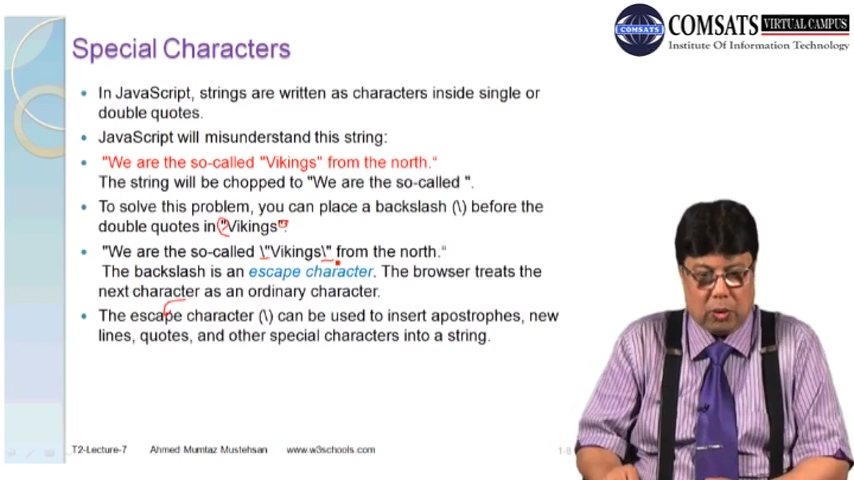 COMSATS VIRTUAL CAMPUS
COMSATS
Institute Of Information Technology
Special Characters
In JavaScript, strings are written as characters inside single or
double quotes.
JavaScript will misunderstand this string:
"We are the so-called "Vikings" from the north.“
The string will be chopped to "We are the so-called ".
To solve this problem, you can place a backslash (\) before the
double quotes in "Vikings":
"We are the so-called \"Vikings\" from the north.“
The backslash is an escape character. The browser treats the
next character as an ordinary character.
The escape character (\) can be used to insert apostrophes, new
lines, quotes, and other special characters into a string.
T2-Lecture-7 Ahmed Mumtaz Mustehsan www.w3schools.com 1-8